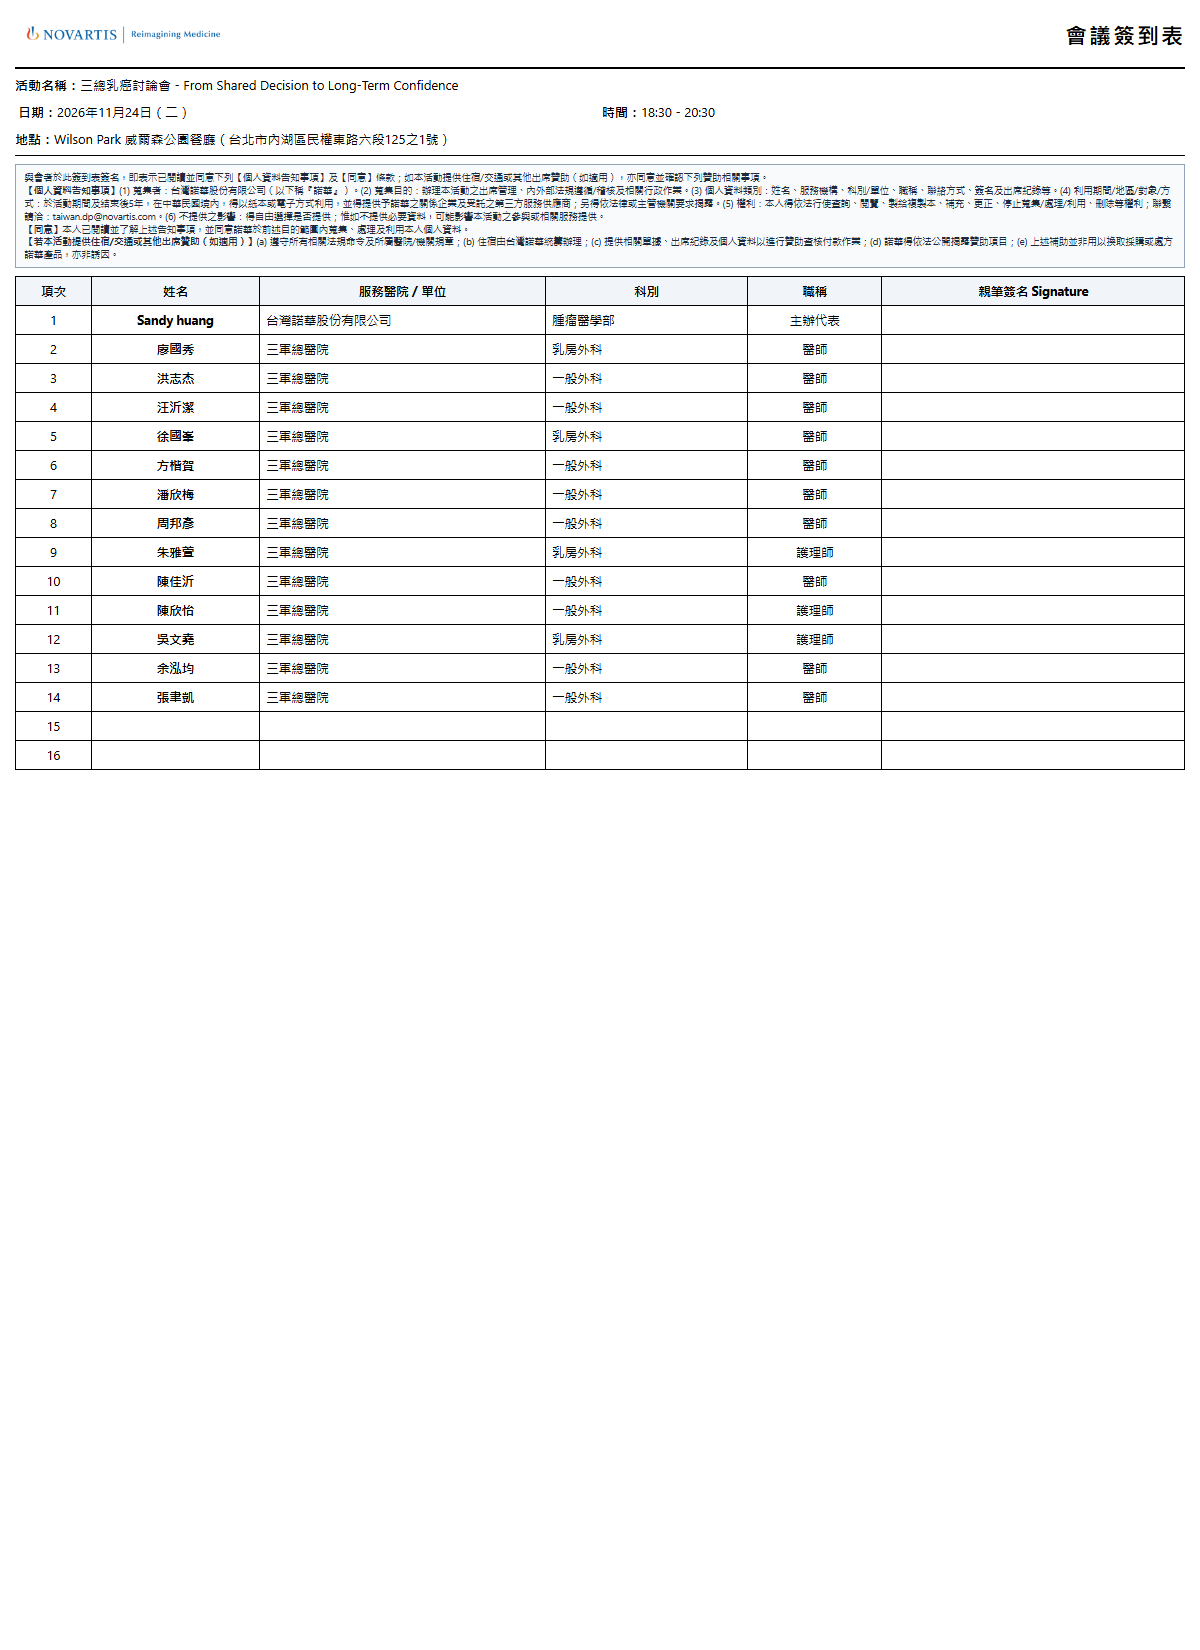 NOVARTIS | Reimagining Medicine
會議簽到表
活動名稱：三總乳癌討論會 - From Shared Decision to Long-Term Confidence
日期：2026年11月24日（二） 時間：18:30 - 20:30
地點：Wilson Park 威爾森公園餐廳（台北市內湖區民權東路六段125之1號）
與會者於此簽到表簽名，即表示已閱讀並同意下列【個人資料告知事項】及【同意】條款；如本活動提供住宿/交通或其他出席贊助（如適用），亦同意並確認下列贊助相關事項。
【個人資料告知事項】(1) 蒐集者：台灣諾華股份有限公司（以下稱『諾華』）。(2) 蒐集目的：辦理本活動之出席管理、內外部法規遵循/稽核及相關行政作業。(3) 個人資料類別：姓名、服務機構、科別/單位、職稱、聯絡方式、簽名及出席記錄等。(4) 利用期間/地區/對象/方
式：於活動期間及結束後5年，在中華民國境內，得以紙本或電子方式利用，並得提供予諾華之關係企業及受託之第三方服務供應商；另得依法律或主管機關要求揭露。(5) 權利：本人得依法行使查詢、閱覽、製給複製本、補充、更正、停止蒐集/處理/利用、刪除等權利；聯繫
請洽：taiwan.dp@novartis.com。(6) 不提供之影響：得自由選擇是否提供；惟如不提供必要資料，可能影響本活動之參與或相關服務提供。
【同意】本人已閱讀並了解上述告知事項，並同意諾華於前述目的範圍內蒐集、處理及利用本人個人資料。
【若本活動提供住宿/交通或其他出席贊助（如適用）】(a) 遵守所有相關法規命令及所屬醫院/機關規章；(b) 住宿由台灣諾華統籌辦理；(c) 提供相關單據、出席記錄及個人資料以進行贊助查核付款作業；(d) 諾華得依法公開揭露贊助項目；(e) 上述補助並非用以換取採購或處方
諾華產品，亦非誘因。
項次 姓名 服務醫院 / 單位 科別 職稱 親筆簽名 Signature
1 Sandy huang 台灣諾華股份有限公司 腫瘤醫學部 主辦代表
2 廖國秀 三軍總醫院 乳房外科 醫師
3 洪志杰 三軍總醫院 一般外科 醫師
4 汪沂潔 三軍總醫院 一般外科 醫師
5 徐國峯 三軍總醫院 乳房外科 醫師
6 方楷賀 三軍總醫院 一般外科 醫師
7 潘欣梅 三軍總醫院 一般外科 醫師
8 周邦彥 三軍總醫院 一般外科 醫師
9 朱雅萱 三軍總醫院 乳房外科 護理師
10 陳佳沂 三軍總醫院 一般外科 醫師
11 陳欣怡 三軍總醫院 一般外科 護理師
12 吳文堯 三軍總醫院 乳房外科 護理師
13 余泓均 三軍總醫院 一般外科 醫師
14 張聿凱 三軍總醫院 一般外科 醫師
15
16